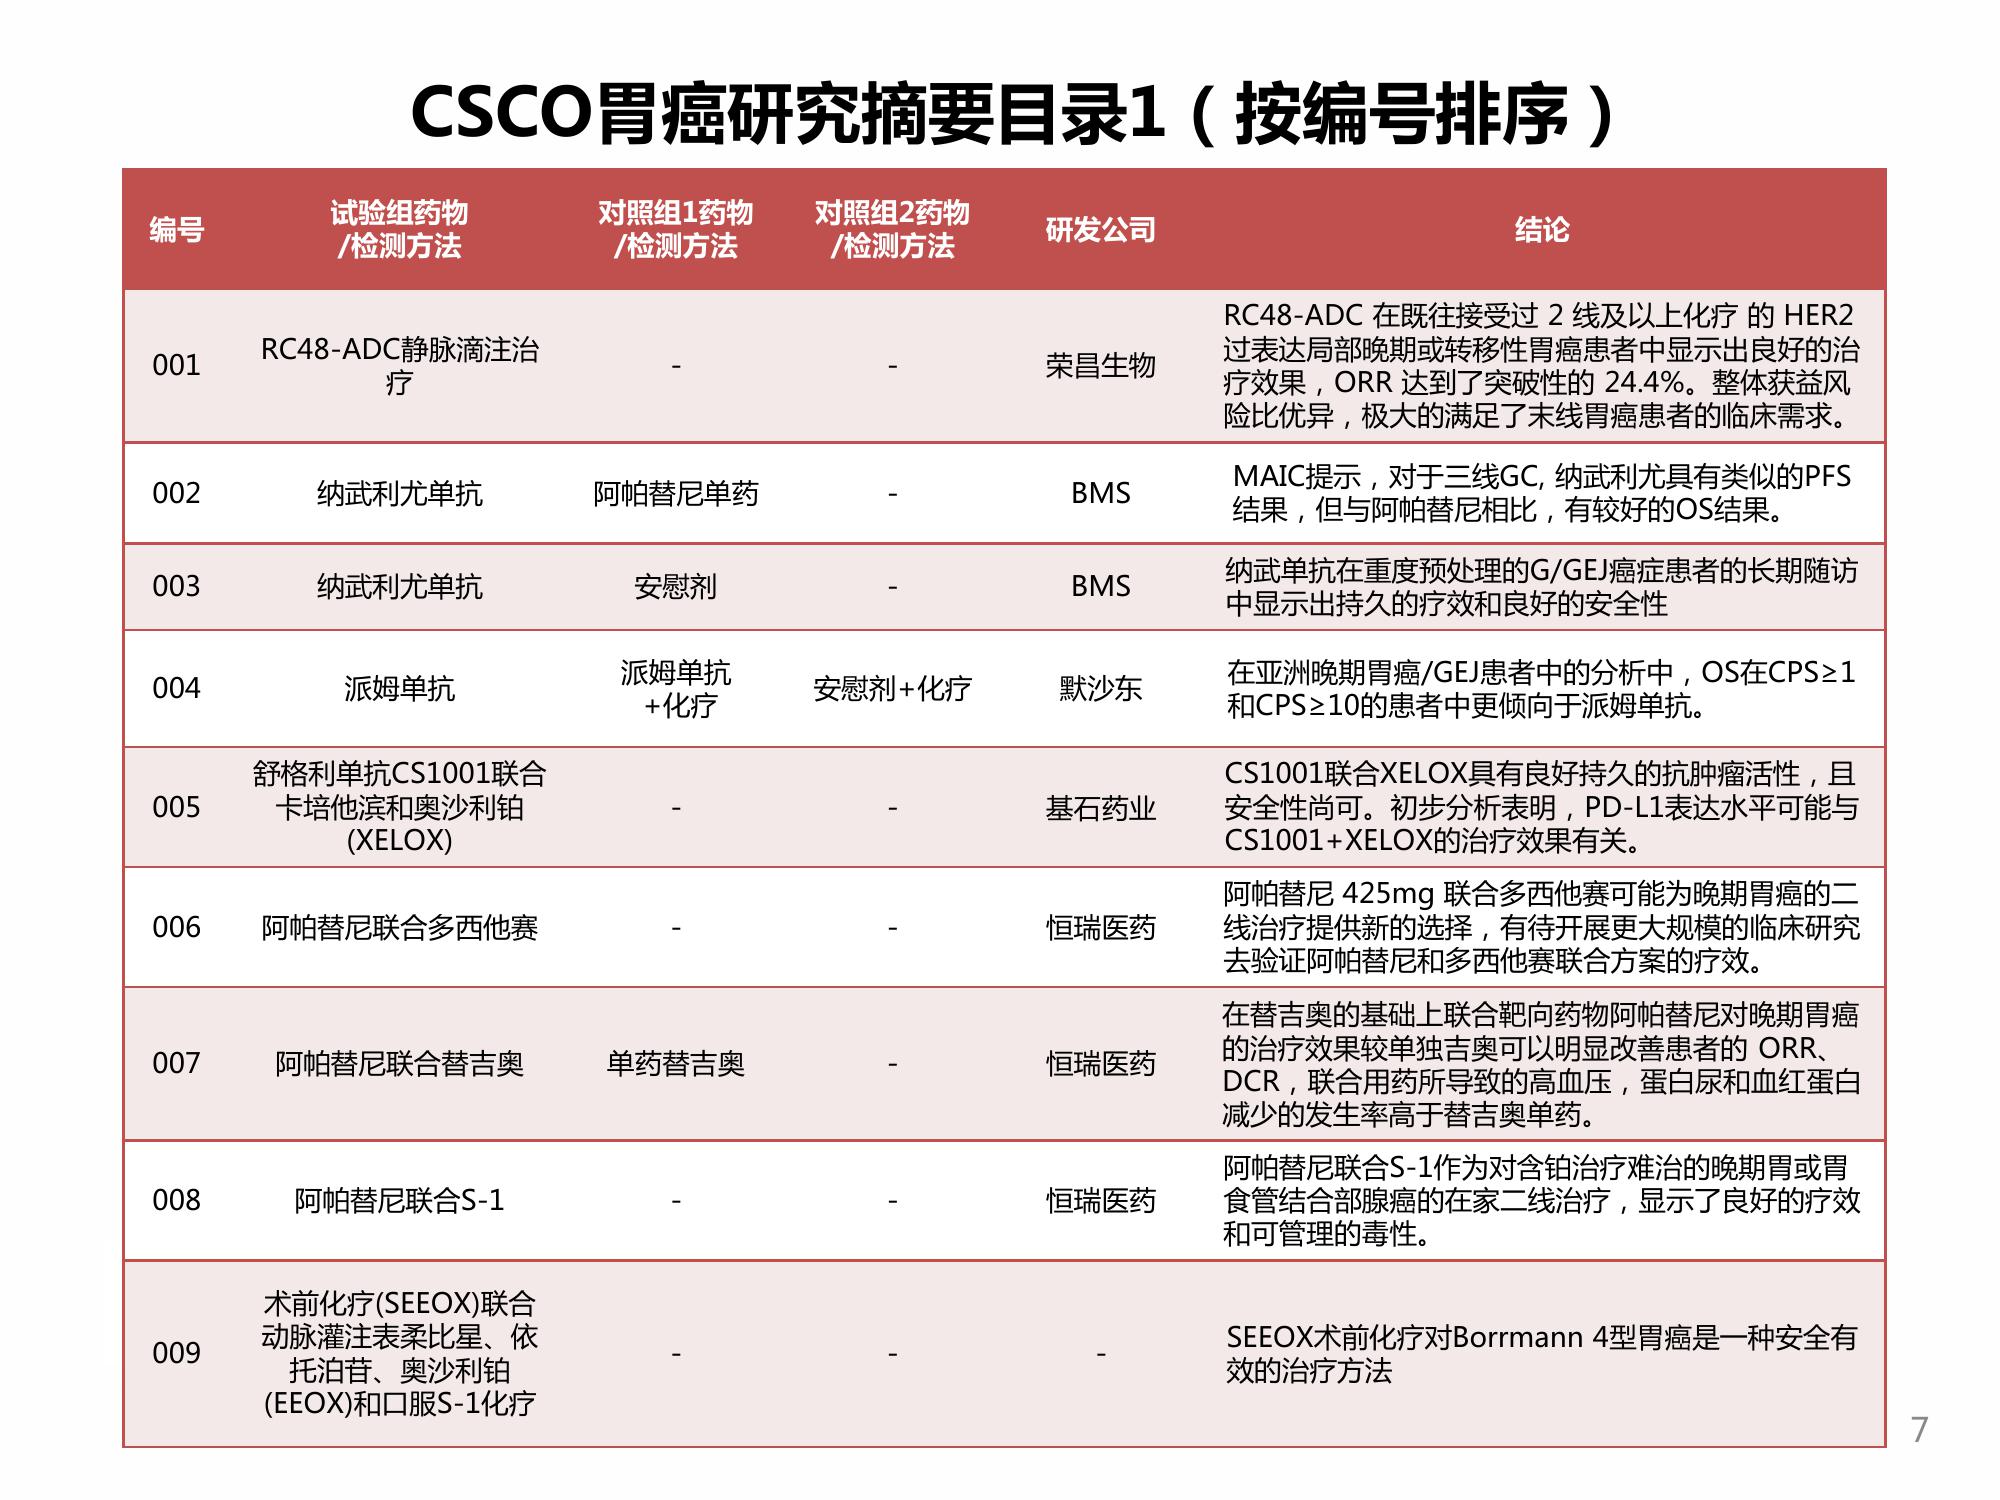 CSCO胃癌研究摘要目录1（按编号排序）
编号
试验组药物
/检测方法
对照组1药物
/检测方法
对照组2药物
/检测方法
研发公司
结论
001
RC48-ADC静脉滴注治
疗
-
-
荣昌生物
RC48-ADC 在既往接受过 2 线及以上化疗 的 HER2
过表达局部晚期或转移性胃癌患者中显示出良好的治
疗效果，ORR 达到了突破性的 24.4%。整体获益风
险比优异，极大的满足了末线胃癌患者的临床需求。
002
纳武利尤单抗
阿帕替尼单药
-
BMS
MAIC提示，对于三线GC, 纳武利尤具有类似的PFS
结果，但与阿帕替尼相比，有较好的OS结果。
003
纳武利尤单抗
安慰剂
-
BMS
纳武单抗在重度预处理的G/GEJ癌症患者的长期随访
中显示出持久的疗效和良好的安全性
004
派姆单抗
派姆单抗
+化疗
安慰剂+化疗
默沙东
在亚洲晚期胃癌/GEJ患者中的分析中，OS在CPS≥1
和CPS≥10的患者中更倾向于派姆单抗。
005
舒格利单抗CS1001联合
卡培他滨和奥沙利铂
(XELOX)
-
-
基石药业
CS1001联合XELOX具有良好持久的抗肿瘤活性，且
安全性尚可。初步分析表明，PD-L1表达水平可能与
CS1001+XELOX的治疗效果有关。
006
阿帕替尼联合多西他赛
-
-
恒瑞医药
阿帕替尼 425mg 联合多西他赛可能为晚期胃癌的二
线治疗提供新的选择，有待开展更大规模的临床研究
去验证阿帕替尼和多西他赛联合方案的疗效。
007
阿帕替尼联合替吉奥
单药替吉奥
-
恒瑞医药
在替吉奥的基础上联合靶向药物阿帕替尼对晚期胃癌
的治疗效果较单独吉奥可以明显改善患者的 ORR、
DCR，联合用药所导致的高血压，蛋白尿和血红蛋白
减少的发生率高于替吉奥单药。
008
阿帕替尼联合S-1
-
-
恒瑞医药
阿帕替尼联合S-1作为对含铂治疗难治的晚期胃或胃
食管结合部腺癌的在家二线治疗，显示了良好的疗效
和可管理的毒性。
009
术前化疗(SEEOX)联合
动脉灌注表柔比星、依
托泊苷、奥沙利铂
(EEOX)和口服S-1化疗
-
-
-
SEEOX术前化疗对Borrmann 4型胃癌是一种安全有
效的治疗方法
7